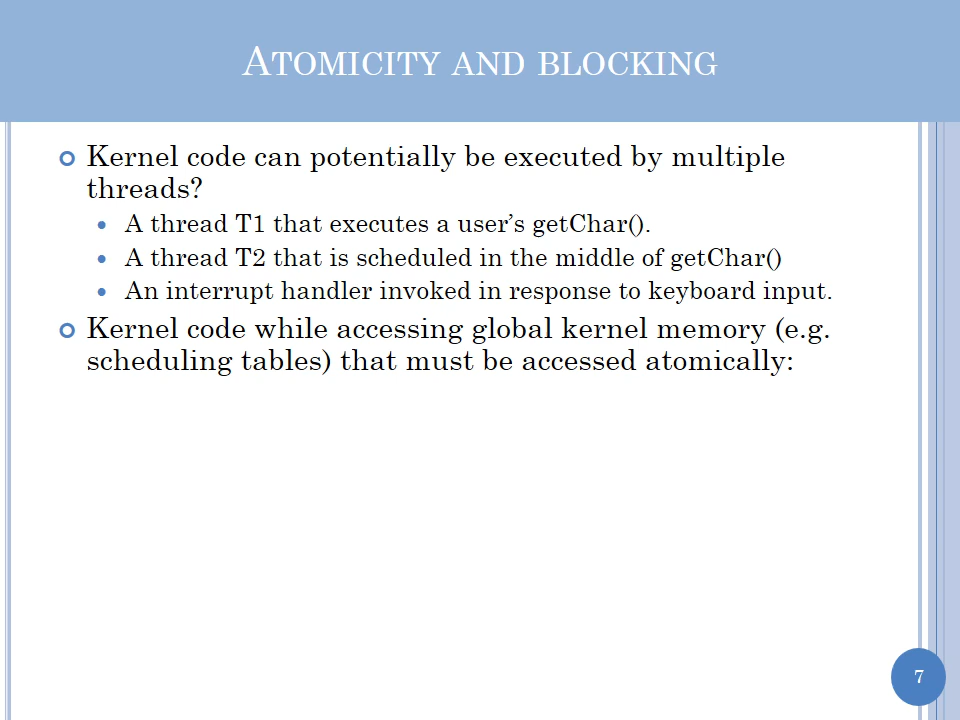 Atomicity and blocking
Kernel code can potentially be executed by multiple
threads?
A thread T1 that executes a user's getChar().
A thread T2 that is scheduled in the middle of getChar()
An interrupt handler invoked in response to keyboard input.
Kernel code while accessing global kernel memory (e.g.
scheduling tables) that must be accessed atomically:
7